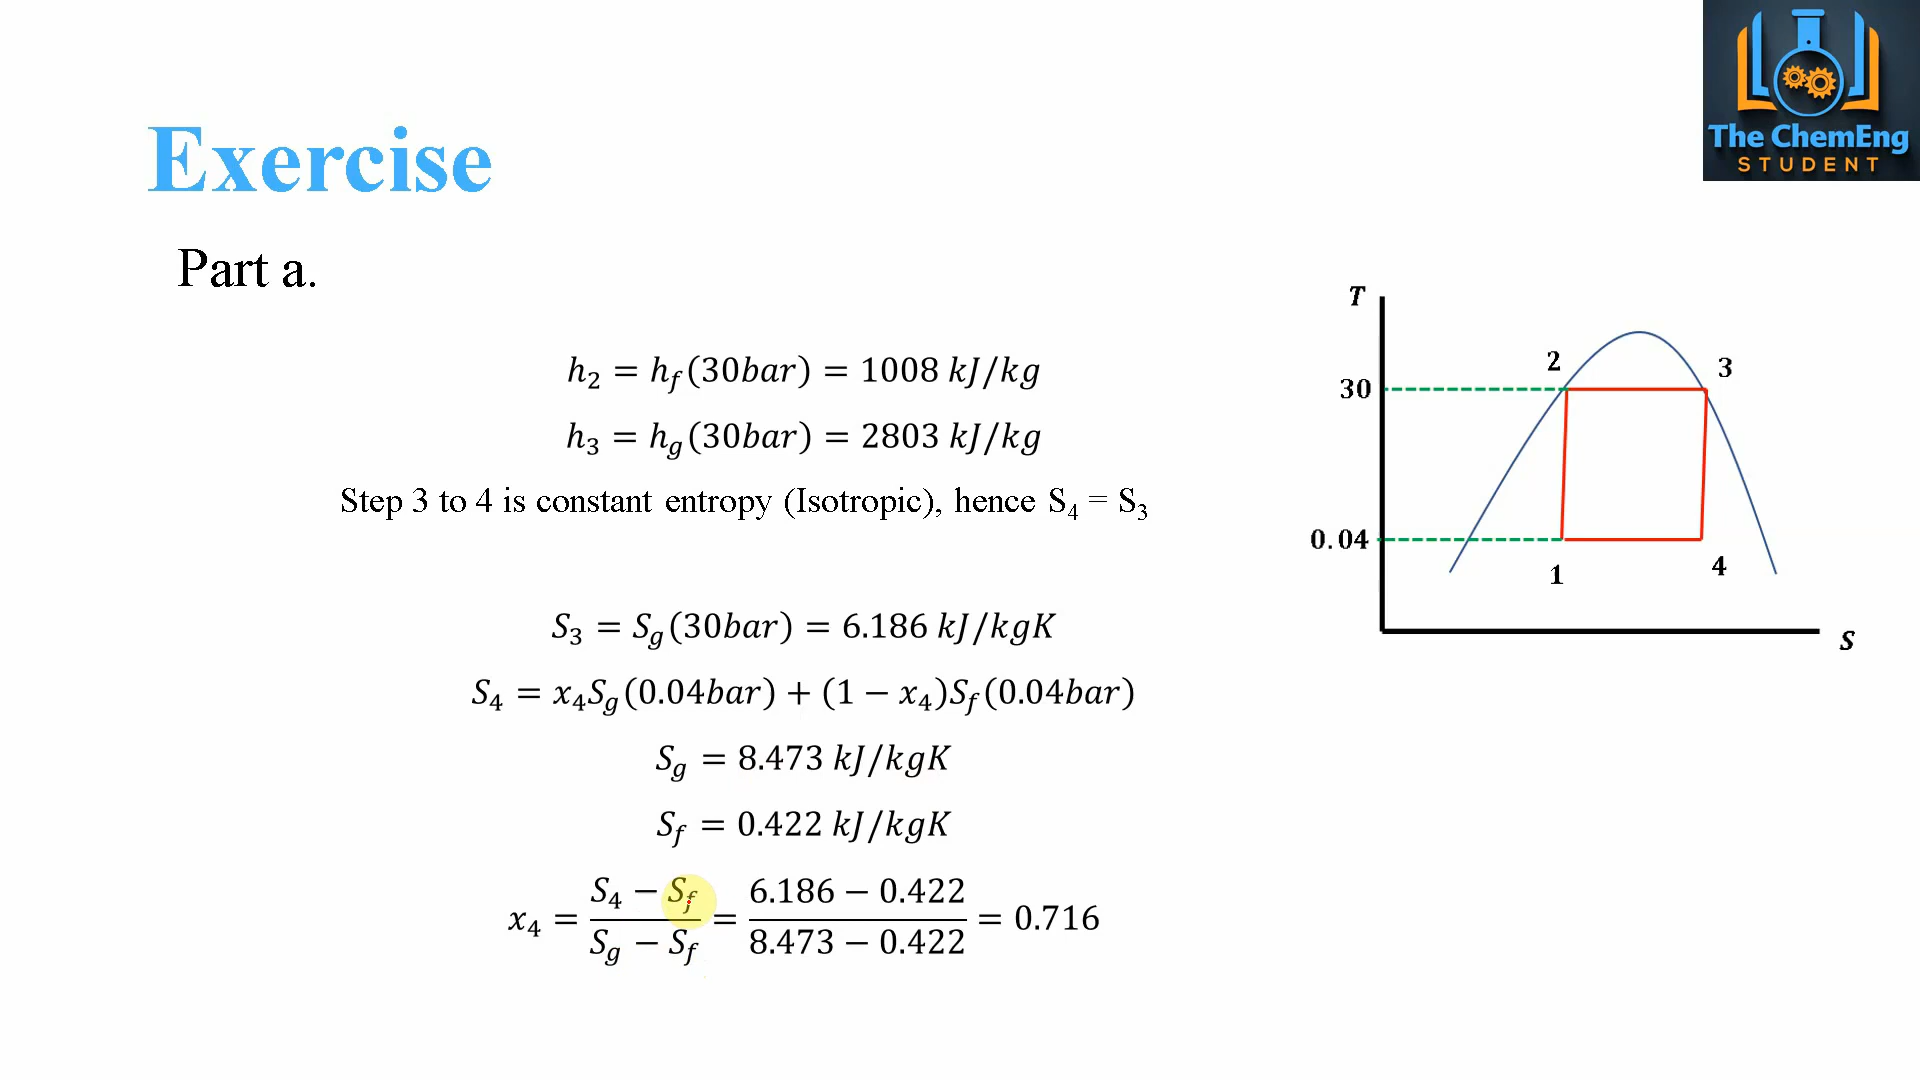 The ChemEng
STUDENT
Exercise
Part a.
h₂ = h_f(30bar) = 1008 kJ/kg
h₃ = h_g(30bar) = 2803 kJ/kg
Step 3 to 4 is constant entropy (Isotropic), hence S₄ = S₃
S₃ = S_g(30bar) = 6.186 kJ/kgK
S₄ = x₄S_g(0.04bar) + (1 − x₄)S_f(0.04bar)
S_g = 8.473 kJ/kgK
S_f = 0.422 kJ/kgK
x₄ = (S₄ − S_f)/(S_g − S_f) = (6.186 − 0.422)/(8.473 − 0.422) = 0.716
T
2
3
30
0.04
1
4
S